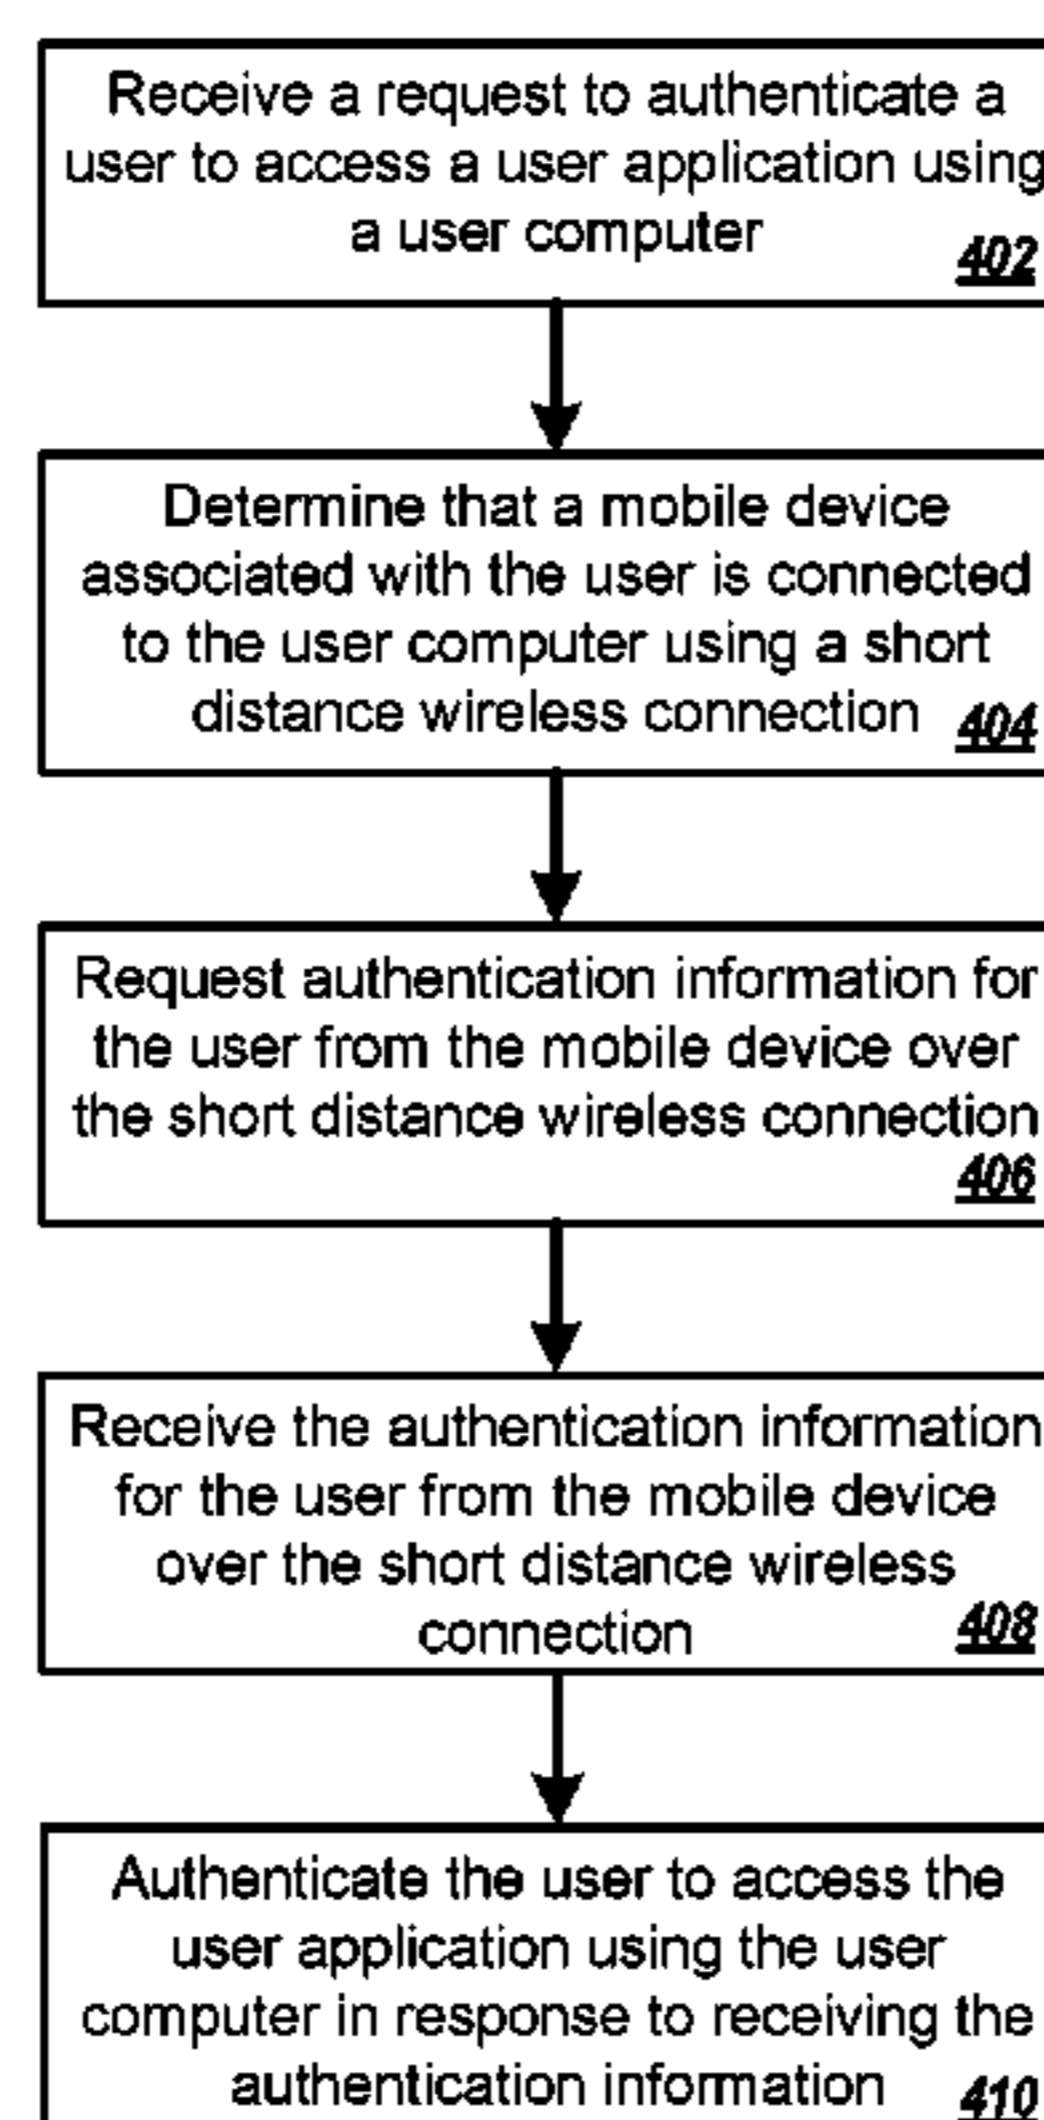 Receive a request to authenticate a
user to access a user application using
a user computer
402
Determine that a mobile device
associated with the user is connected
to the user computer using a short
distance wireless connection 404
Request authentication information for
the user from the mobile device over
the short distance wireless connection
406
Receive the authentication information
for the user from the mobile device
over the short distance wireless
connection 408
Authenticate the user to access the
user application using the user
computer in response to receiving the
authentication information 410